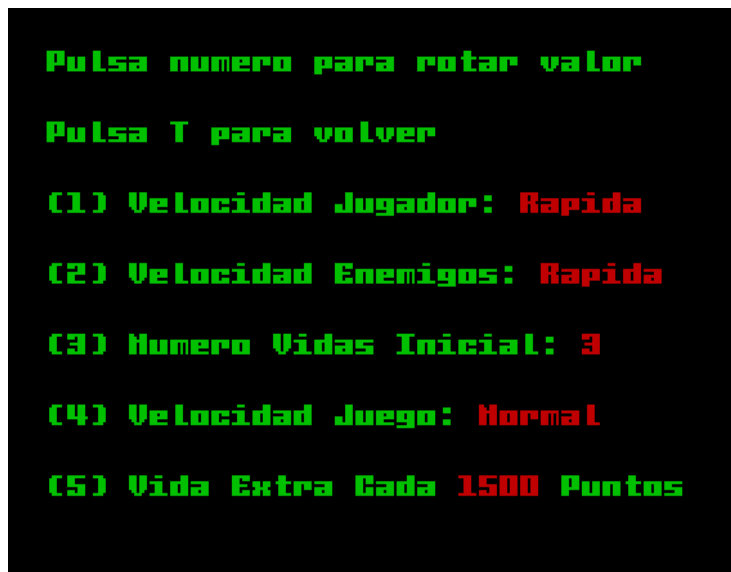 Pulsa numero para rotar valor
Pulsa T para volver
(1) Velocidad Jugador: Rapida
(2) Velocidad Enemigos: Rapida
(3) Numero Vidas Inicial: 3
(4) Velocidad Juego: Normal
(5) Vida Extra Cada 1500 Puntos